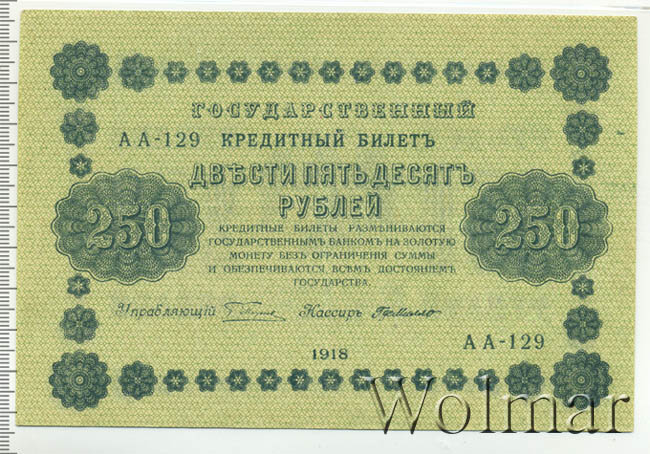 ГОСУДАРСТВЕННЫЙ
АА-129 КРЕДИТНЫЙ БИЛЕТЪ
ДВѢСТИ ПЯТЬДЕСЯТЪ
РУБЛЕЙ
250
250
КРЕДИТНЫЕ БИЛЕТЫ РАЗМѢНИВАЮТСЯ
ГОСУДАРСТВЕННЫМЪ БАНКОМЪ НА ЗОЛОТУЮ
МОНЕТУ БЕЗЪ ОГРАНИЧЕНІЯ СУММЫ
И ОБЕЗПЕЧИВАЮТСЯ ВСѢМЪ ДОСТОЯНІЕМЪ
ГОСУДАРСТВА.
Управляющій Кассиръ
АА-129
1918
Wolmar